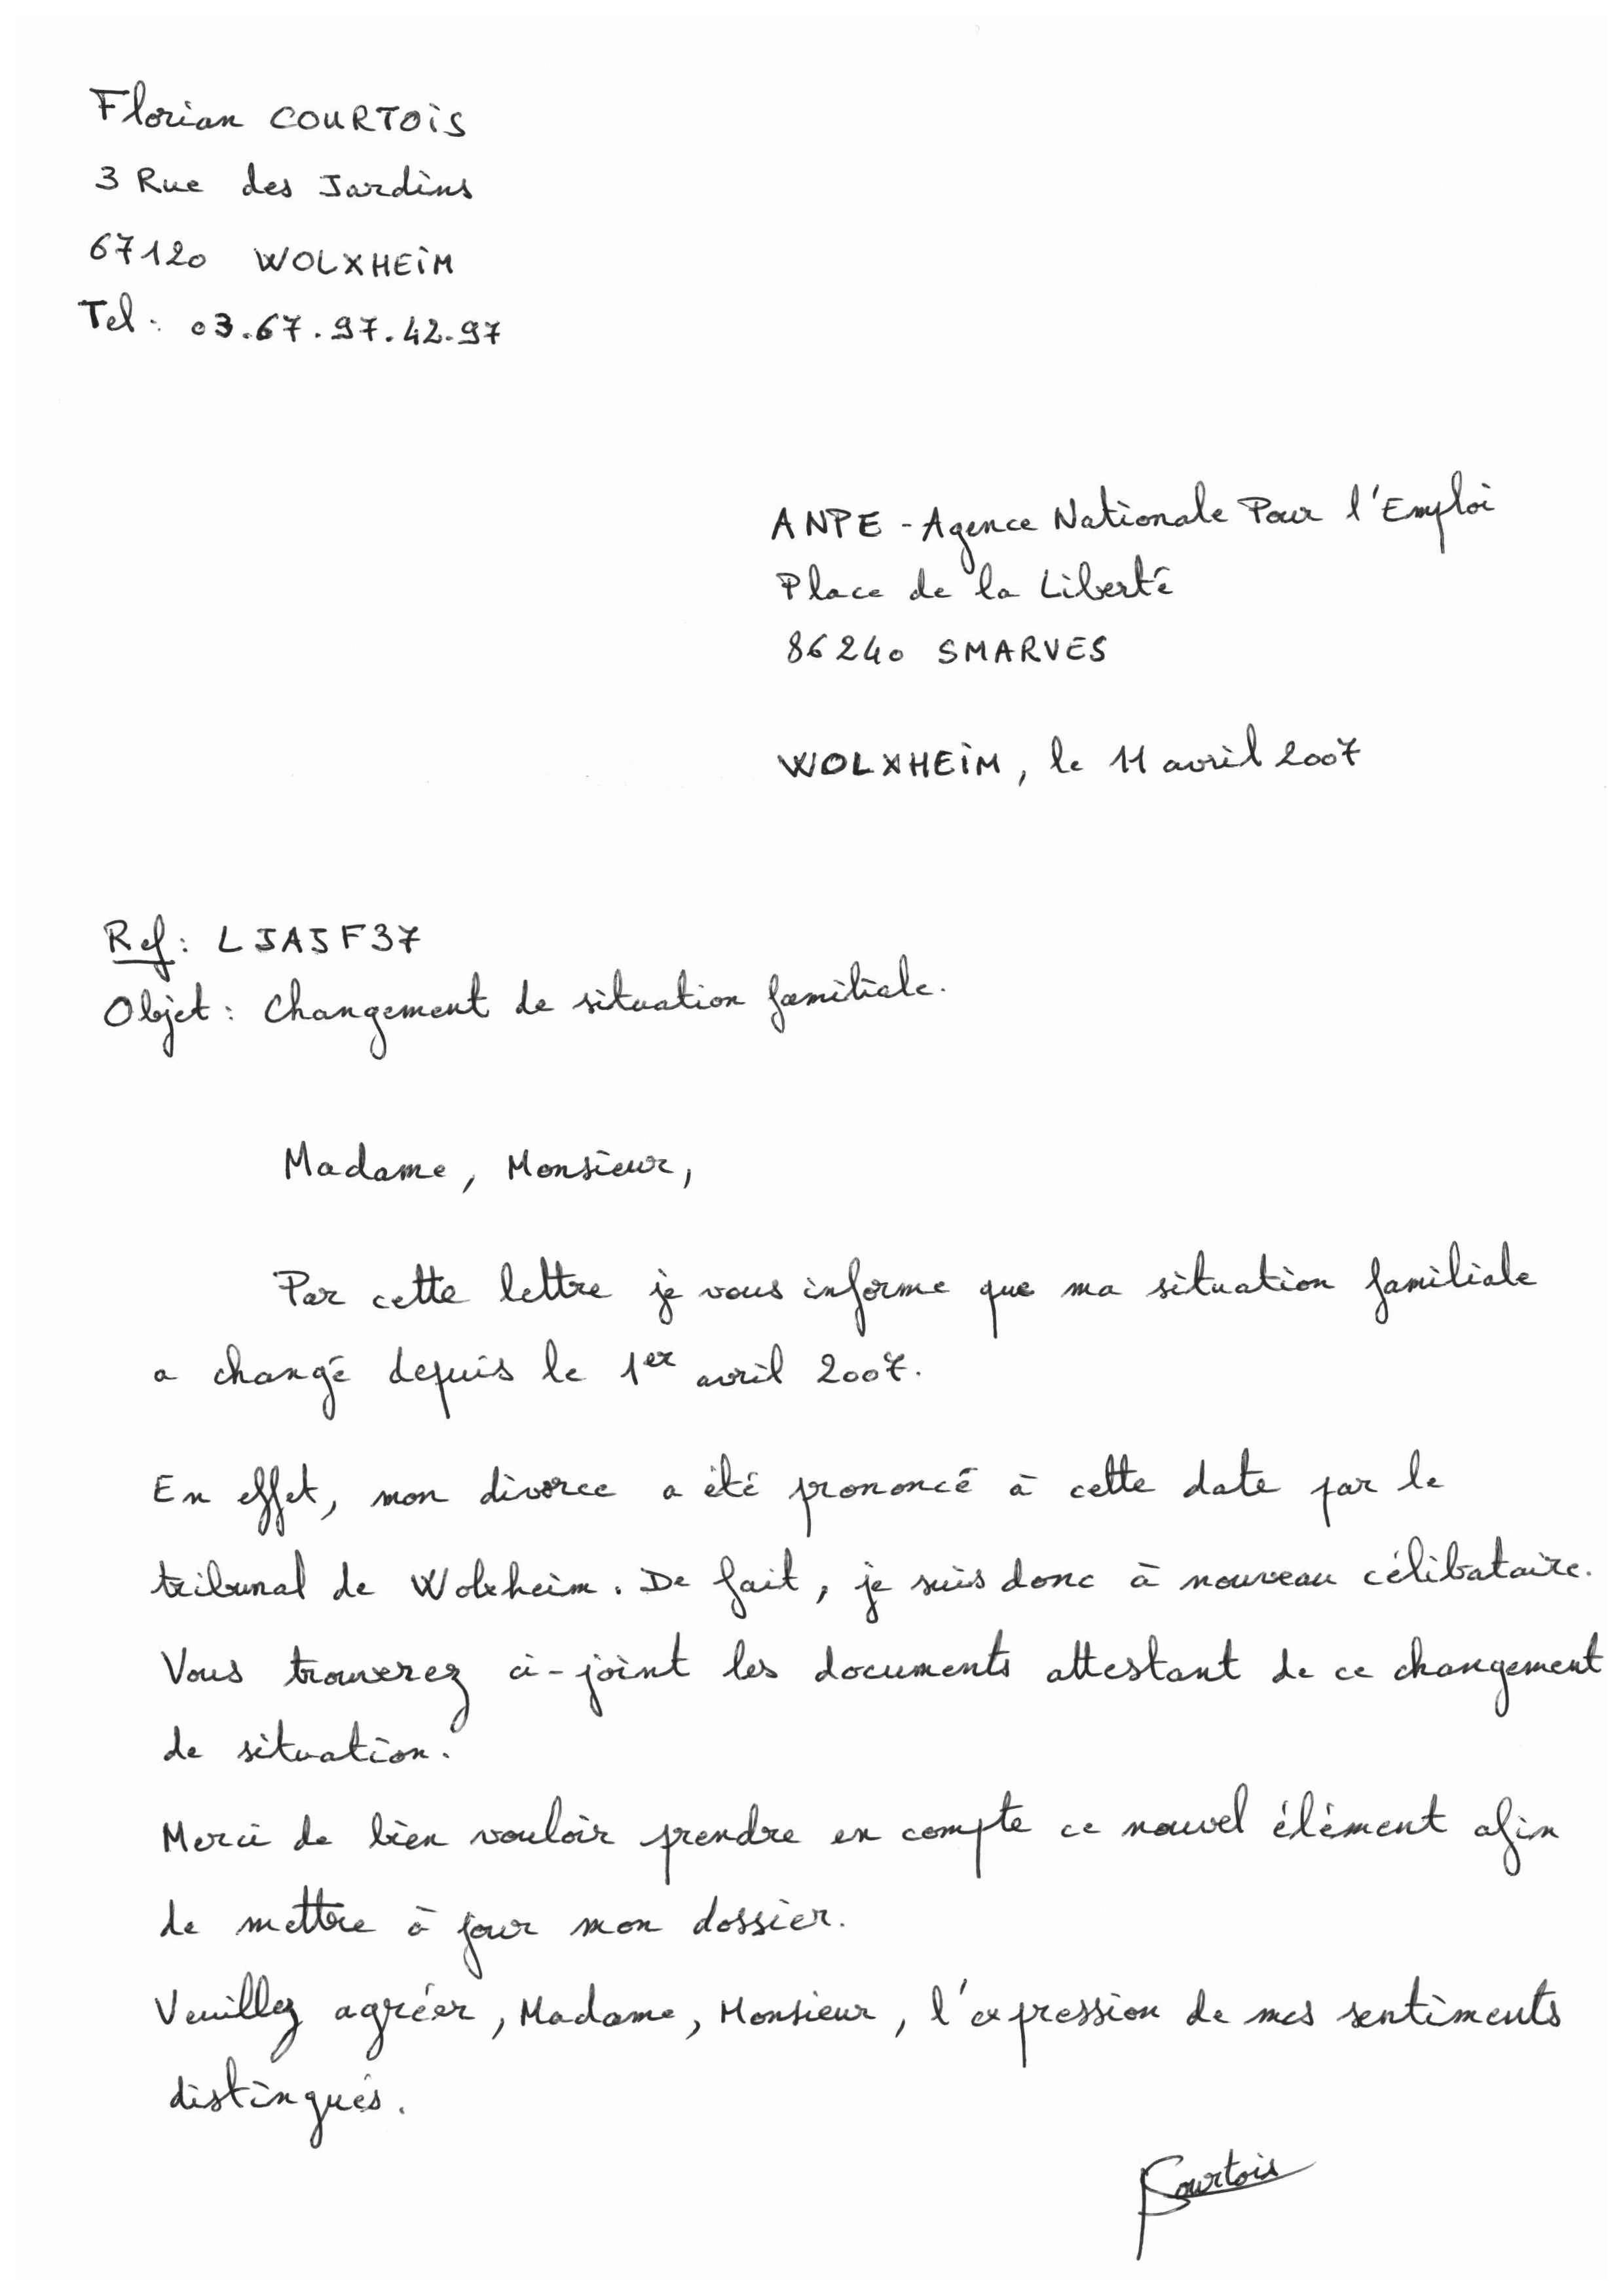 Florian COURTOIS
3 Rue des Jardins
67120 WOLXHEIM
Tel : 03.67.97.42.97
ANPE - Agence Nationale Pour l'Emploi
Place de la Liberté
86240 SMARVES
WOLXHEIM, le 11 avril 2007
Ref : LJAJF37
Objet : Changement de situation familiale.
Madame, Monsieur,
Par cette lettre je vous informe que ma situation familiale
a changé depuis le 1er avril 2007.
En effet, mon divorce a été prononcé à cette date par le
tribunal de Wolxheim. De fait, je suis donc à nouveau célibataire.
Vous trouverez ci-joint les documents attestant de ce changement
de situation.
Merci de bien vouloir prendre en compte ce nouvel élément afin
de mettre à jour mon dossier.
Veuillez agréer, Madame, Monsieur, l'expression de mes sentiments
distingués.
FCourtois